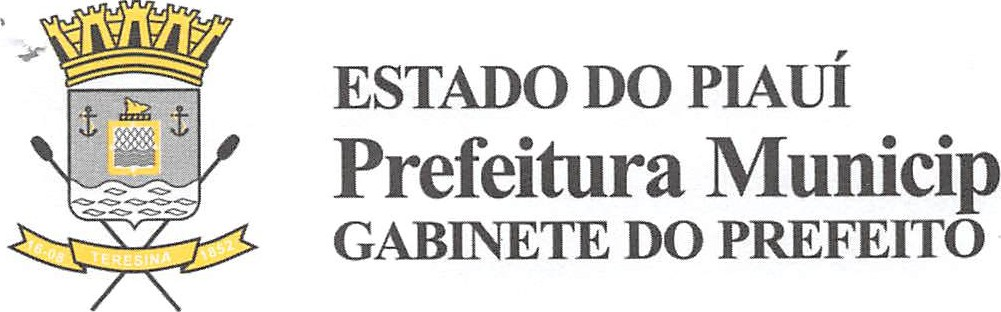 ESTADO DO PIAUÍ
Prefeitura Municip
GABINETE DO PREFEITO
16-08 TERESINA 1852